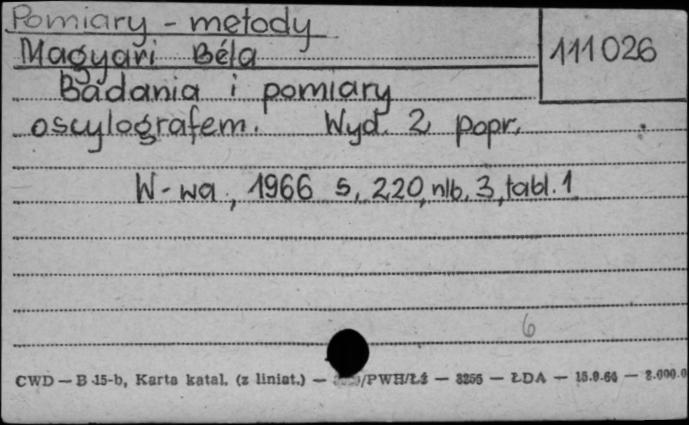 Pomiary - metody
Magyari Béla
111026
Badania i pomiary
oscylografem. Wyd. 2 popr.
W-wa, 1966 s. 220, nlb. 3, tabl. 1
6
CWD — B 15-b, Karta katal. (z liniat.) — /PWH/Łż — 3255 — ŁDA — 15.9.64 — 2.000.0